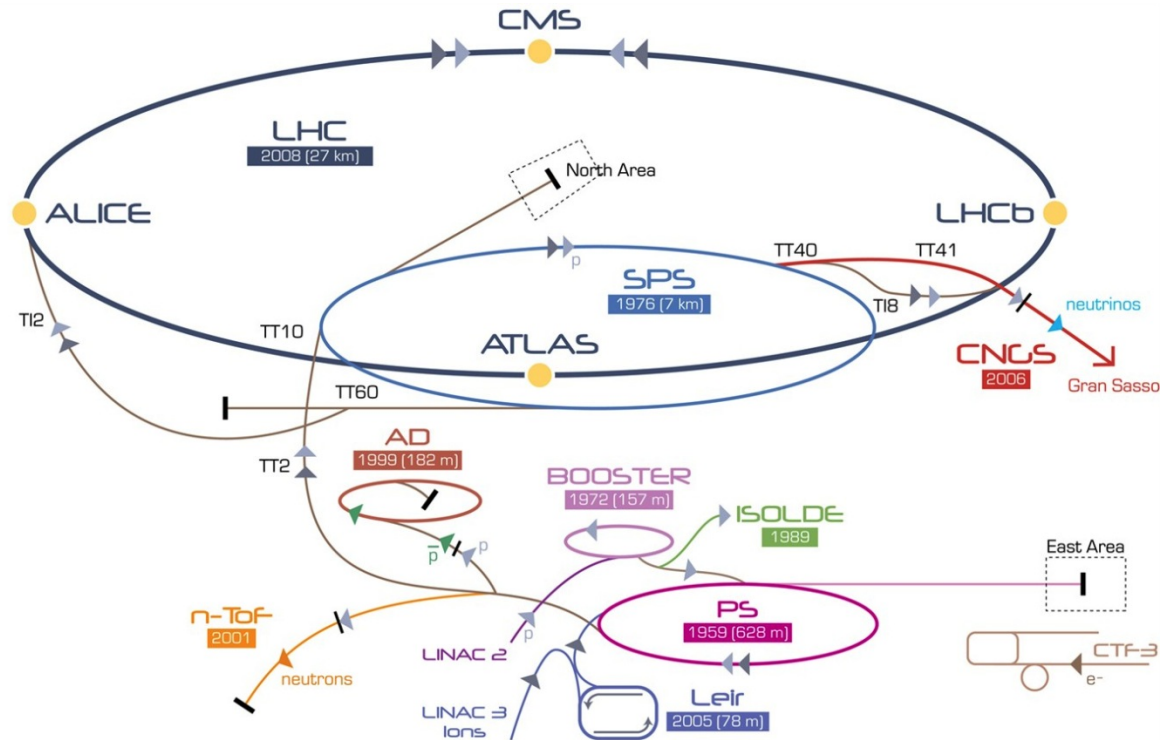 CMS
LHC
2008 (27 km)
North Area
ALICE
LHCb
TT40
TT41
p
SPS
1976 (7 km)
TI8
neutrinos
TI2
TT10
ATLAS
CNGS
2006
Gran Sasso
TT60
AD
1999 (182 m)
TT2
BOOSTER
1972 (157 m)
ISOLDE
1989
p̅
p
East Area
n-ToF
2001
PS
1959 (628 m)
p
LINAC 2
neutrons
CTF-3
e-
LINAC 3
Ions
Leir
2005 (78 m)